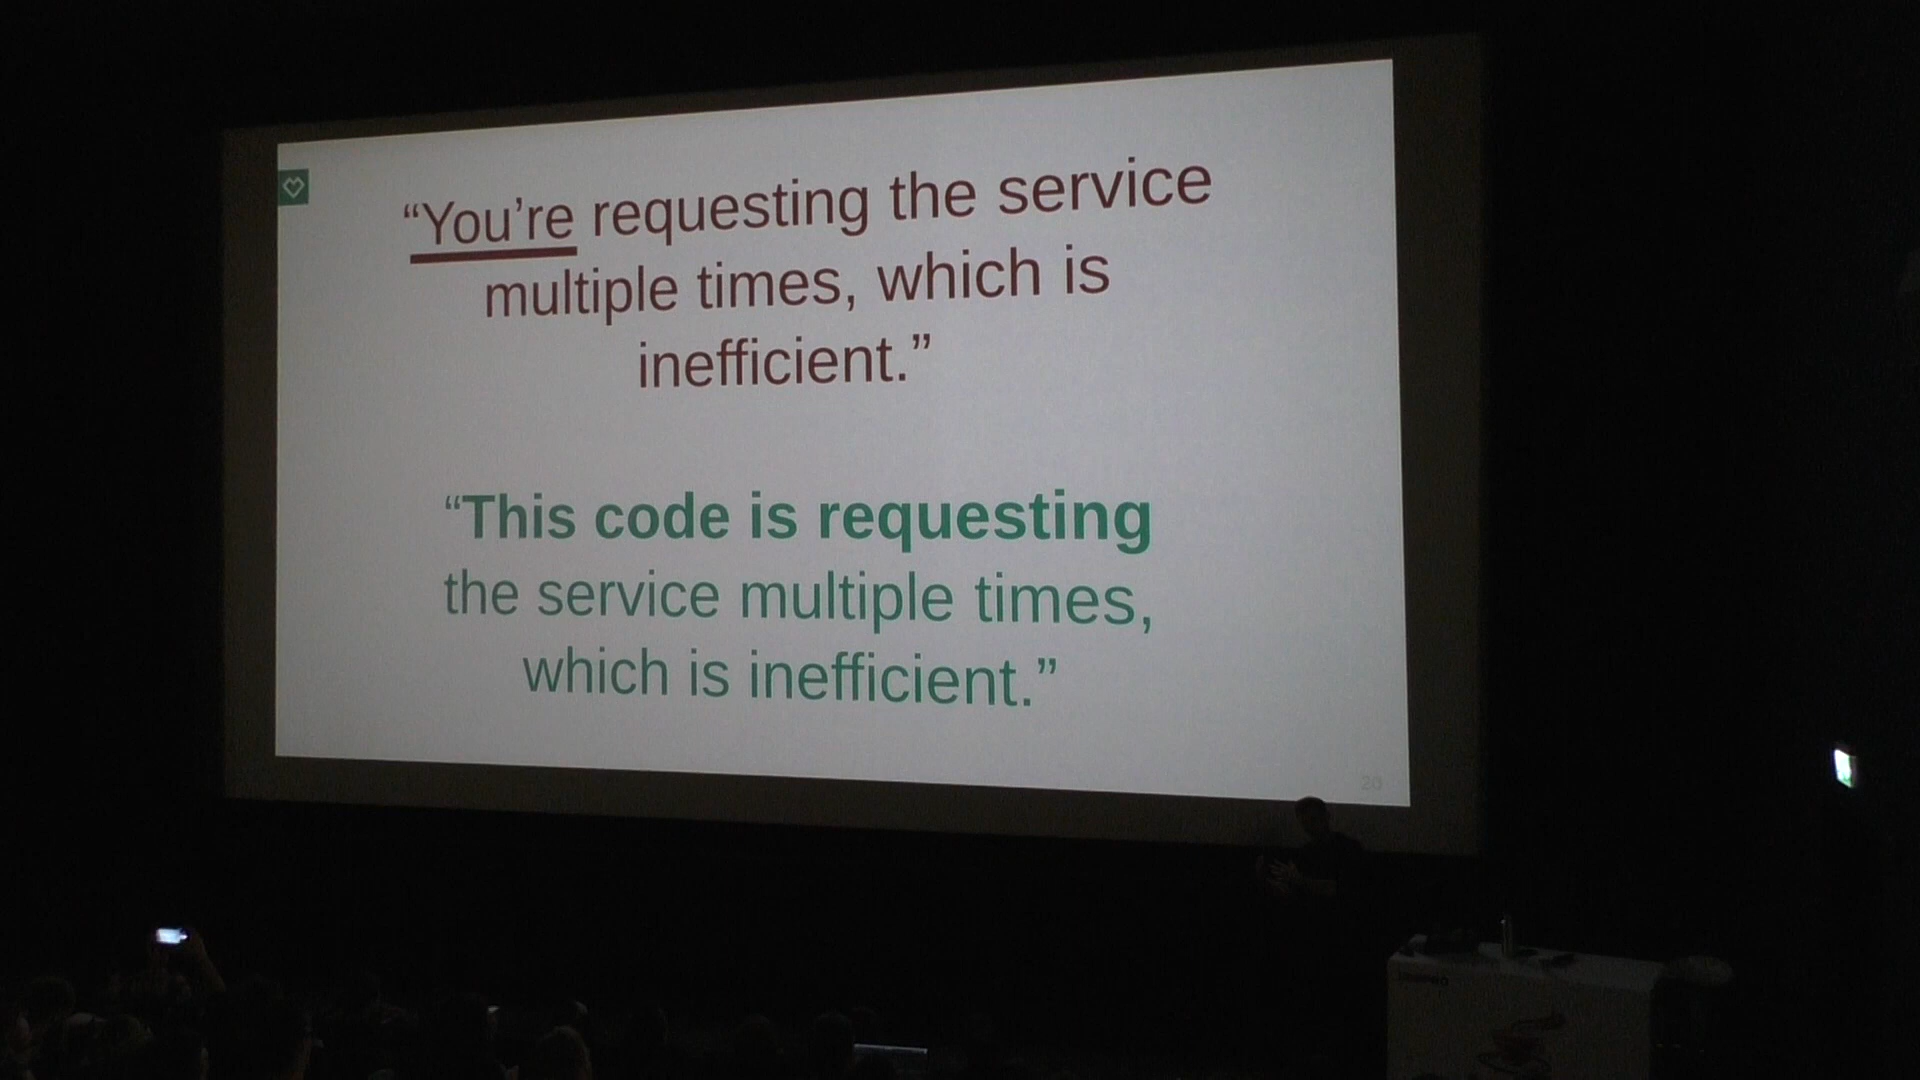 “You’re requesting the service
multiple times, which is
inefficient.”
“This code is requesting
the service multiple times,
which is inefficient.”
20